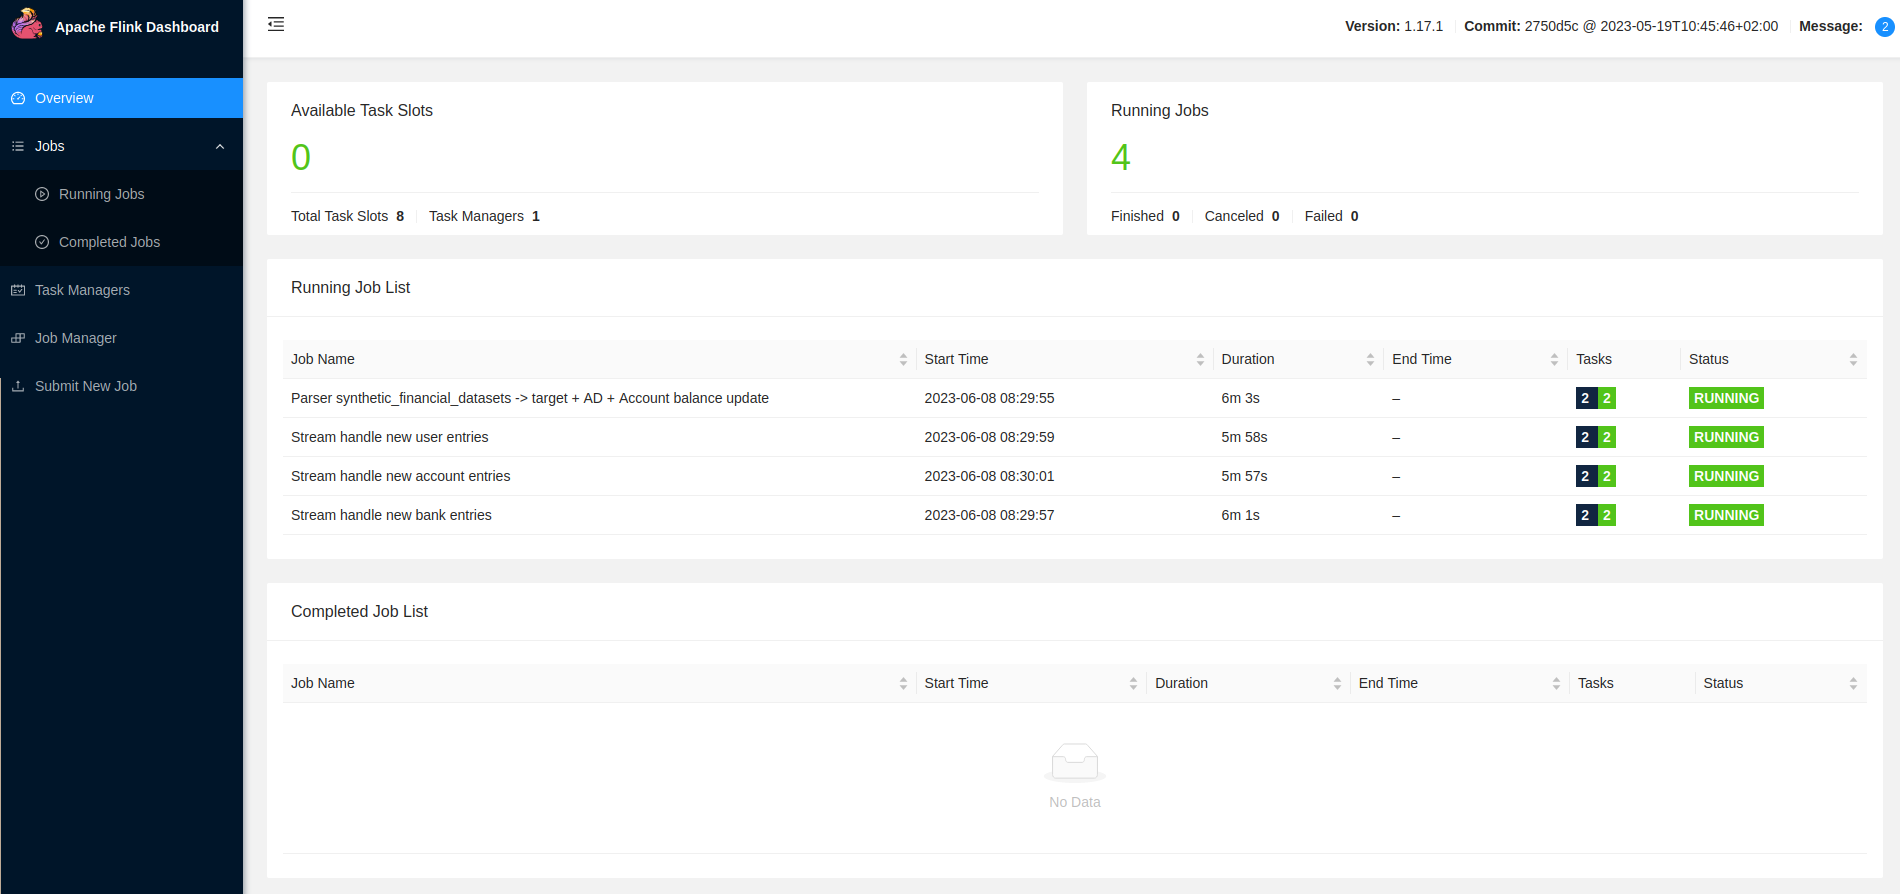 Apache Flink Dashboard
Version: 1.17.1 Commit: 2750d5c @ 2023-05-19T10:45:46+02:00 Message: 2
Overview
Jobs
Running Jobs
Completed Jobs
Task Managers
Job Manager
Submit New Job
Available Task Slots
0
Total Task Slots 8 Task Managers 1
Running Jobs
4
Finished 0 Canceled 0 Failed 0
Running Job List
Job Name Start Time Duration End Time Tasks Status
Parser synthetic_financial_datasets -> target + AD + Account balance update 2023-06-08 08:29:55 6m 3s – 2 2 RUNNING
Stream handle new user entries 2023-06-08 08:29:59 5m 58s – 2 2 RUNNING
Stream handle new account entries 2023-06-08 08:30:01 5m 57s – 2 2 RUNNING
Stream handle new bank entries 2023-06-08 08:29:57 6m 1s – 2 2 RUNNING
Completed Job List
Job Name Start Time Duration End Time Tasks Status
No Data